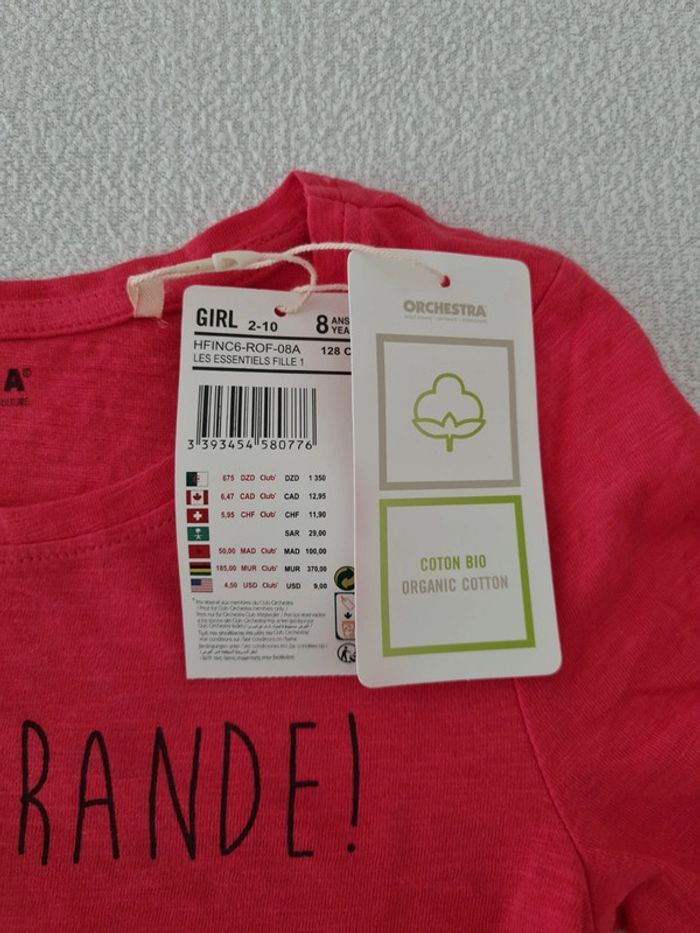 GIRL 2-10
8 ANS
YEA
HFINC6-ROF-08A
128 C
LES ESSENTIELS FILLE 1
3 393454 580776
675 DZD Club* DZD 1 350
6,47 CAD Club* CAD 12,95
5,95 CHF Club* CHF 11,90
SAR 29,00
50,00 MAD Club* MAD 100,00
185,00 MUR Club* MUR 370,00
4,50 USD Club* USD 9,00
ORCHESTRA
COTON BIO
ORGANIC COTTON
A®
RANDE!